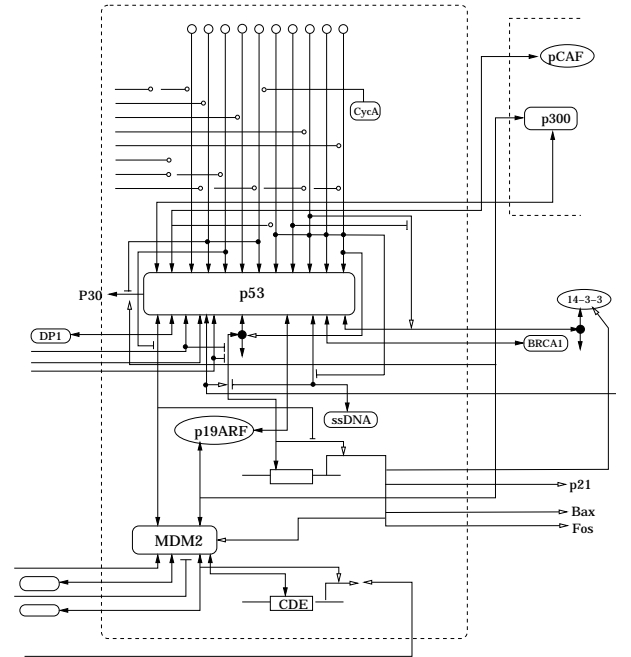 pCAF
CycA
p300
P30
p53
14–3–3
DP1
BRCA1
ssDNA
p19ARF
p21
Bax
Fos
MDM2
CDE